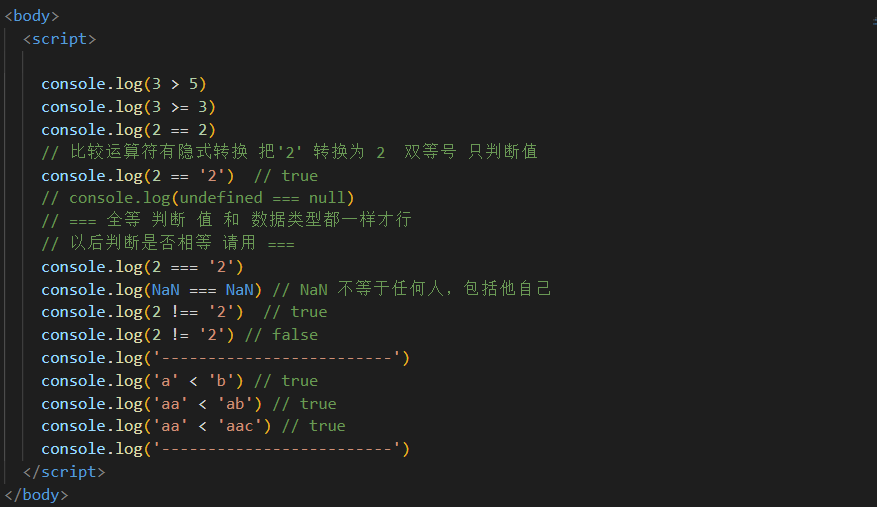 <body>
<script>
console.log(3 > 5)
console.log(3 >= 3)
console.log(2 == 2)
// 比较运算符有隐式转换 把'2' 转换为 2  双等号 只判断值
console.log(2 == '2')  // true
// console.log(undefined === null)
// === 全等 判断 值 和 数据类型都一样才行
// 以后判断是否相等 请用 ===
console.log(2 === '2')
console.log(NaN === NaN) // NaN 不等于任何人，包括他自己
console.log(2 !== '2')  // true
console.log(2 != '2') // false
console.log('-------------------------')
console.log('a' < 'b') // true
console.log('aa' < 'ab') // true
console.log('aa' < 'aac') // true
console.log('-------------------------')
</script>
</body>